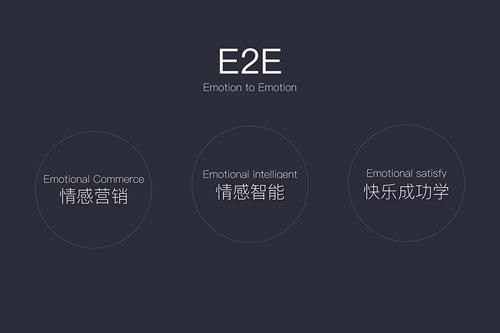 E2E
Emotion to Emotion
Emotional Commerce
情感营销
Emotional intelligent
情感智能
Emotional satisfy
快乐成功学